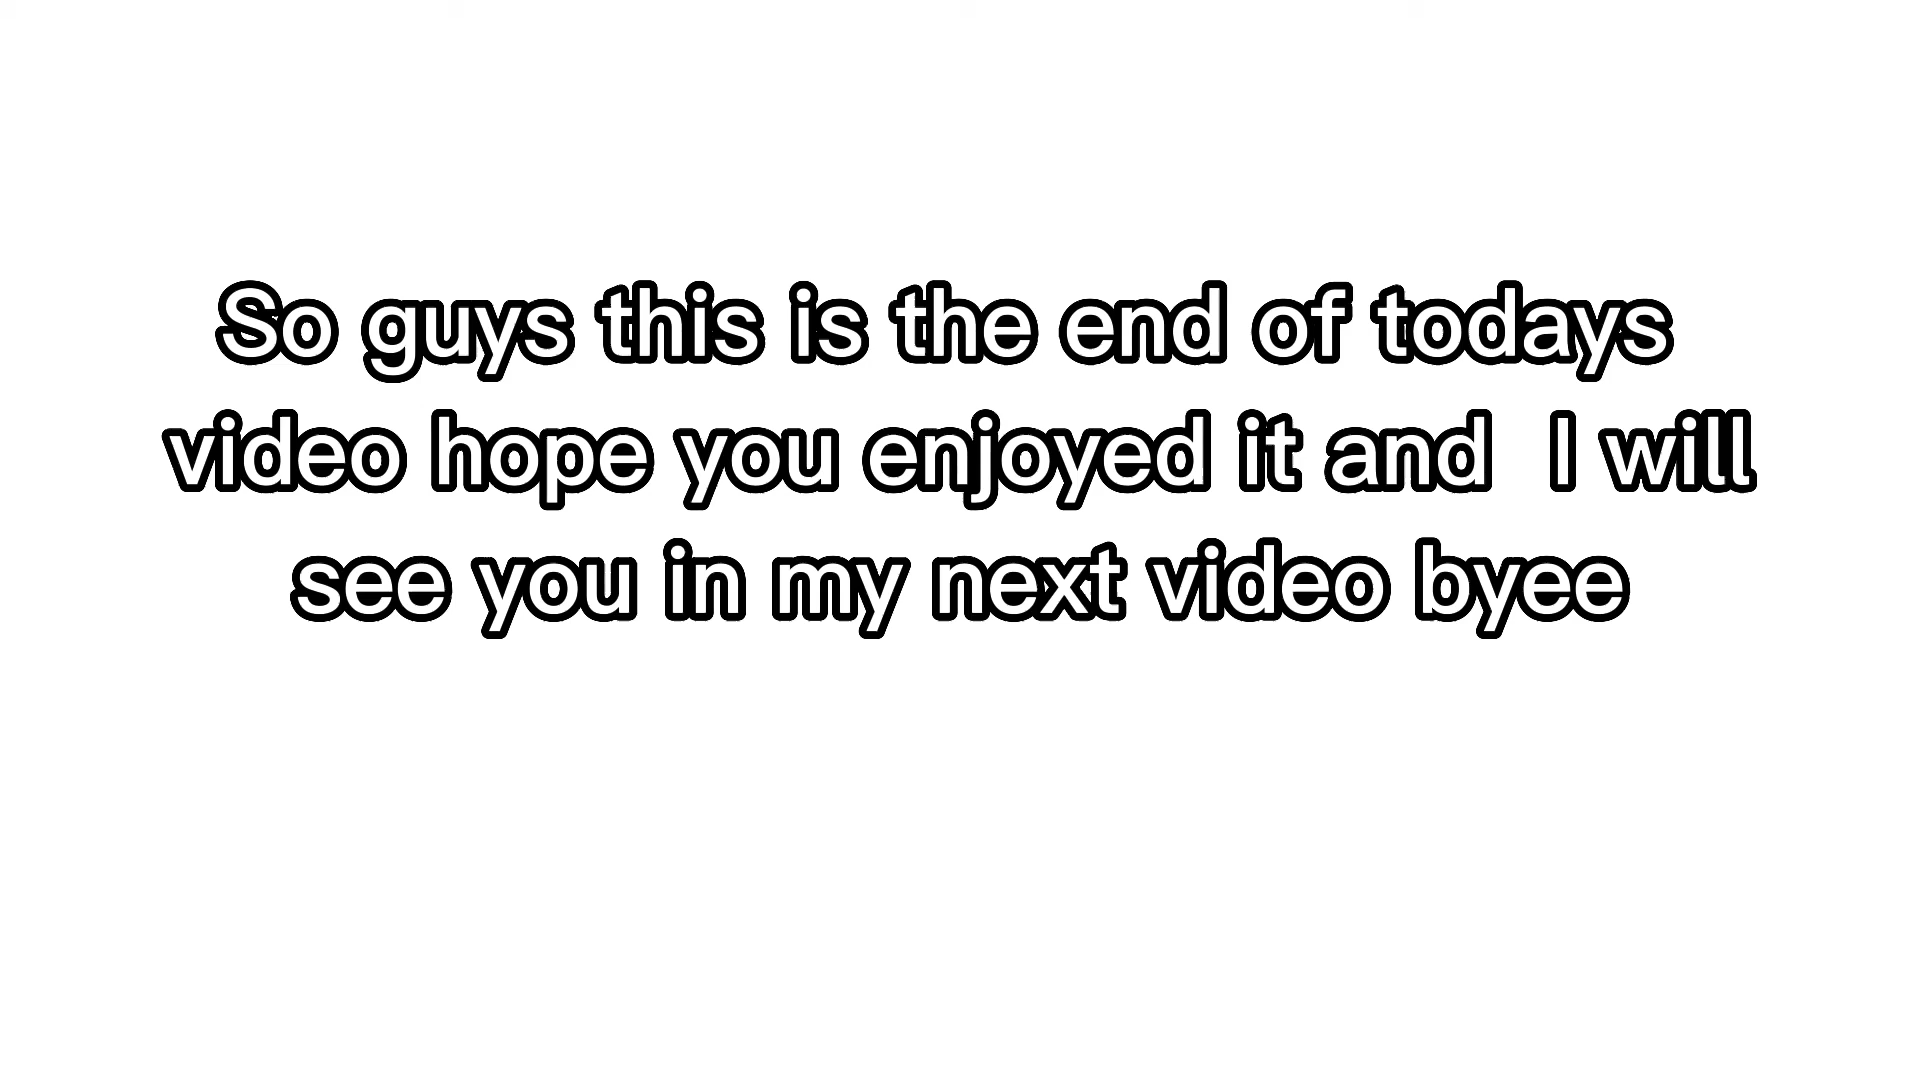 So guys this is the end of todays
video hope you enjoyed it and  I will
see you in my next video byee